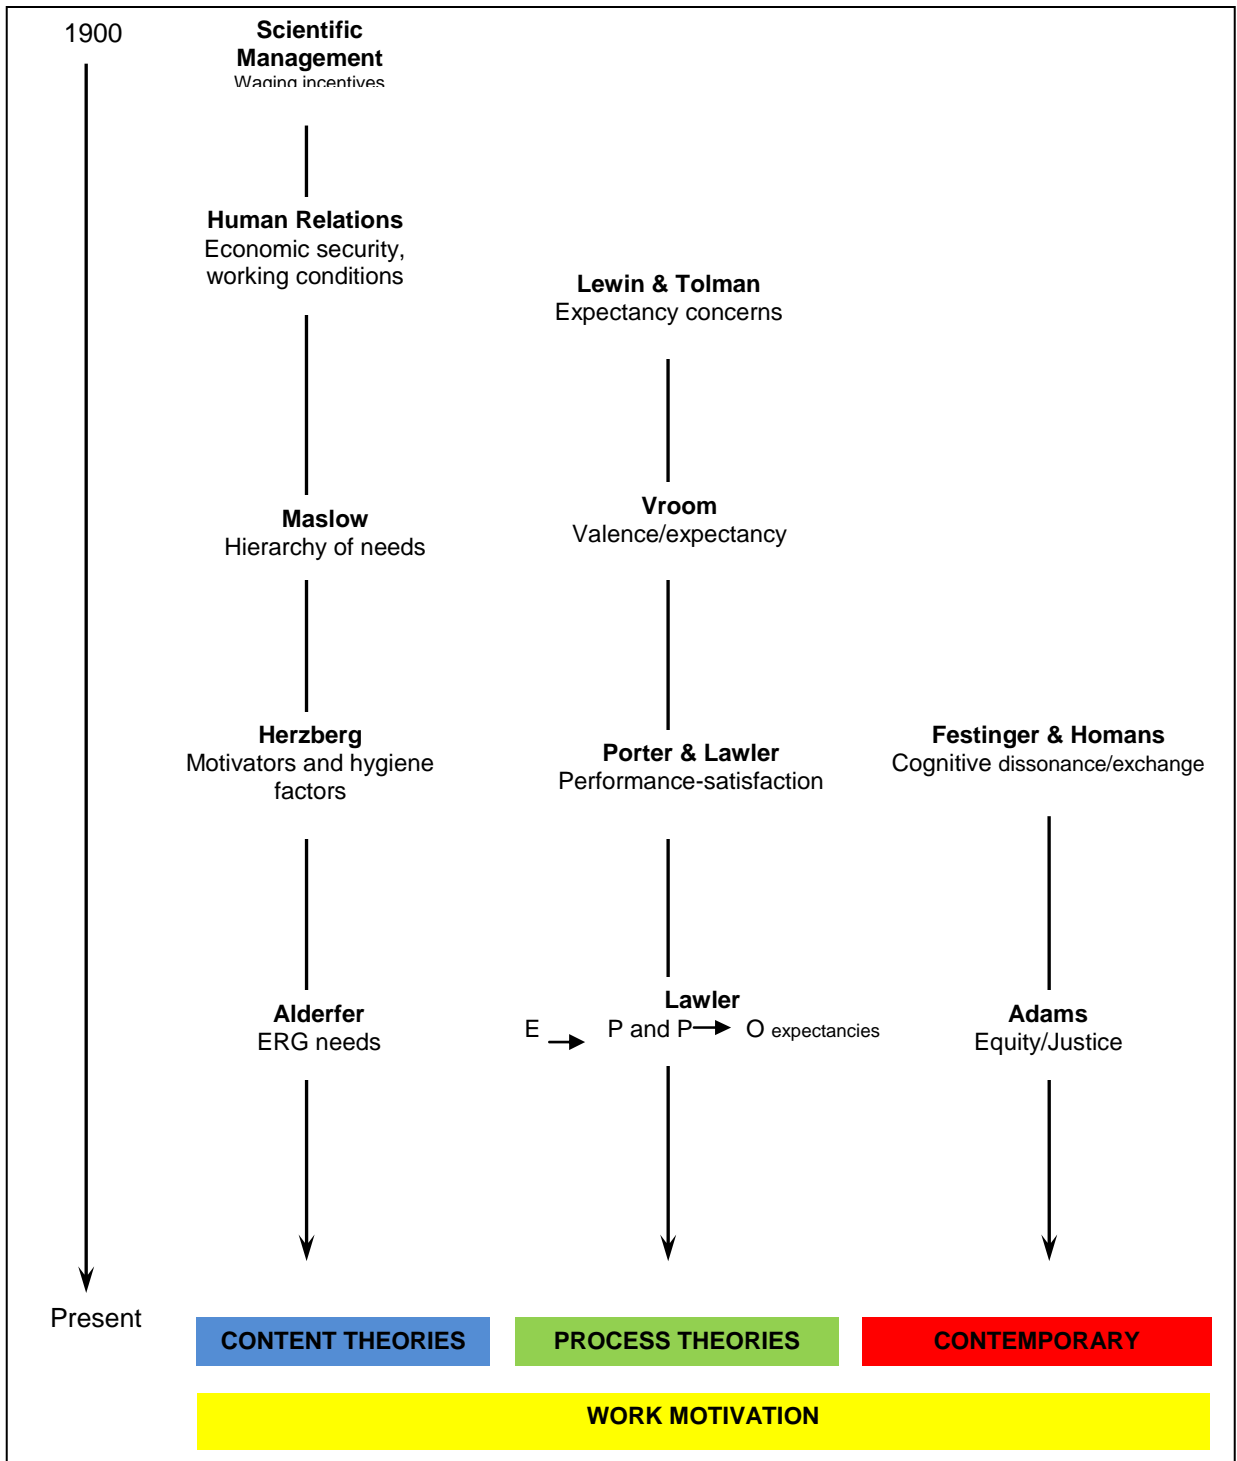 1900
Scientific
Management
Waging incentives
Human Relations
Economic security,
working conditions
Lewin & Tolman
Expectancy concerns
Maslow
Hierarchy of needs
Vroom
Valence/expectancy
Herzberg
Motivators and hygiene
factors
Porter & Lawler
Performance-satisfaction
Festinger & Homans
Cognitive dissonance/exchange
Alderfer
ERG needs
Lawler
E → P and P → O expectancies
Adams
Equity/Justice
Present
CONTENT THEORIES
PROCESS THEORIES
CONTEMPORARY
WORK MOTIVATION